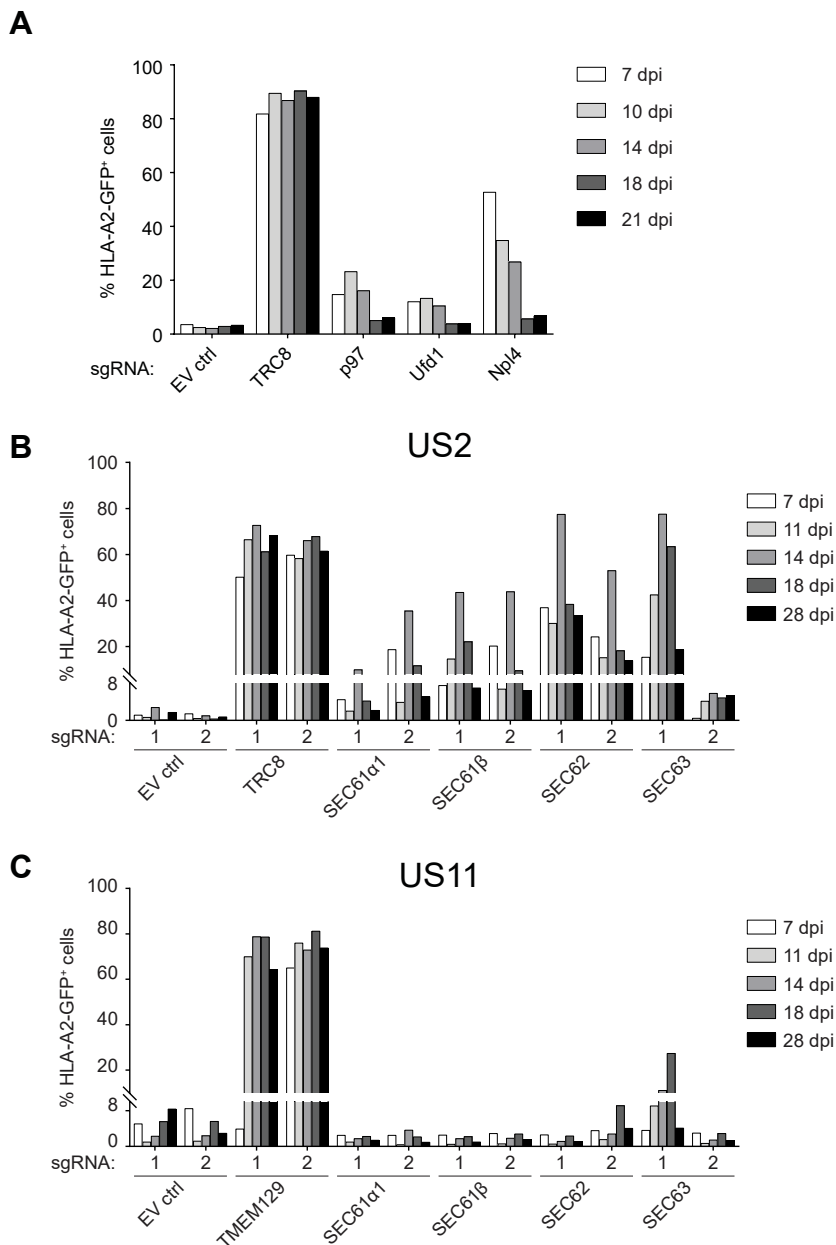 A
100
80
60
40
20
0
% HLA-A2-GFP+ cells
sgRNA:
EV ctrl
TRC8
p97
Ufd1
Npl4
7 dpi
10 dpi
14 dpi
18 dpi
21 dpi
B
US2
100
80
60
40
20
8
0
% HLA-A2-GFP+ cells
sgRNA:
1 2 1 2 1 2 1 2 1 2 1 2
EV ctrl
TRC8
SEC61α1
SEC61β
SEC62
SEC63
7 dpi
11 dpi
14 dpi
18 dpi
28 dpi
C
US11
100
80
60
40
20
8
0
% HLA-A2-GFP+ cells
sgRNA:
1 2 1 2 1 2 1 2 1 2 1 2
EV ctrl
TMEM129
SEC61α1
SEC61β
SEC62
SEC63
7 dpi
11 dpi
14 dpi
18 dpi
28 dpi